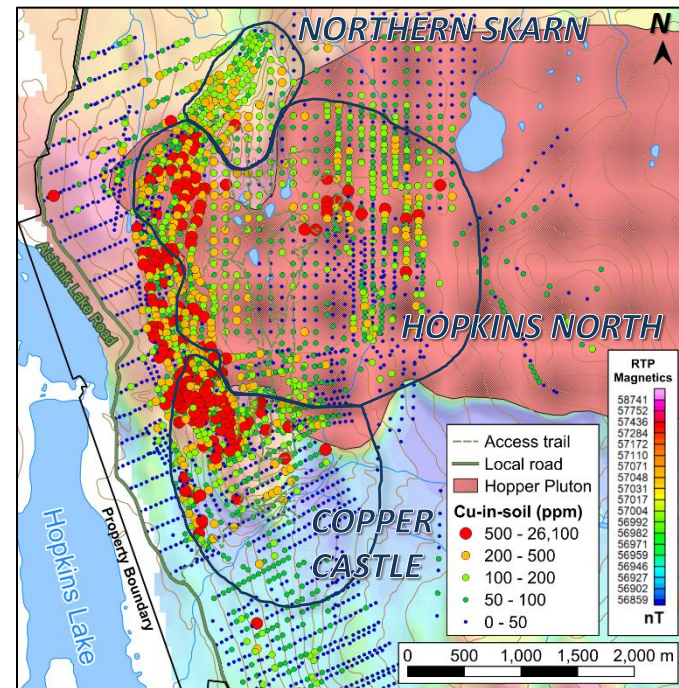 NORTHERN SKARN
N
Aishihik Lake Road
HOPKINS NORTH
RTP
Magnetics
58741
57752
57436
57284
57172
57110
57071
57048
57031
57017
57004
56992
56982
56971
56959
56946
56927
56902
56859
nT
Access trail
Local road
Hopper Pluton
Cu-in-soil (ppm)
500 - 26,100
200 - 500
100 - 200
50 - 100
0 - 50
COPPER
CASTLE
Hopkins Lake
Property Boundary
0 500 1,000 1,500 2,000 m